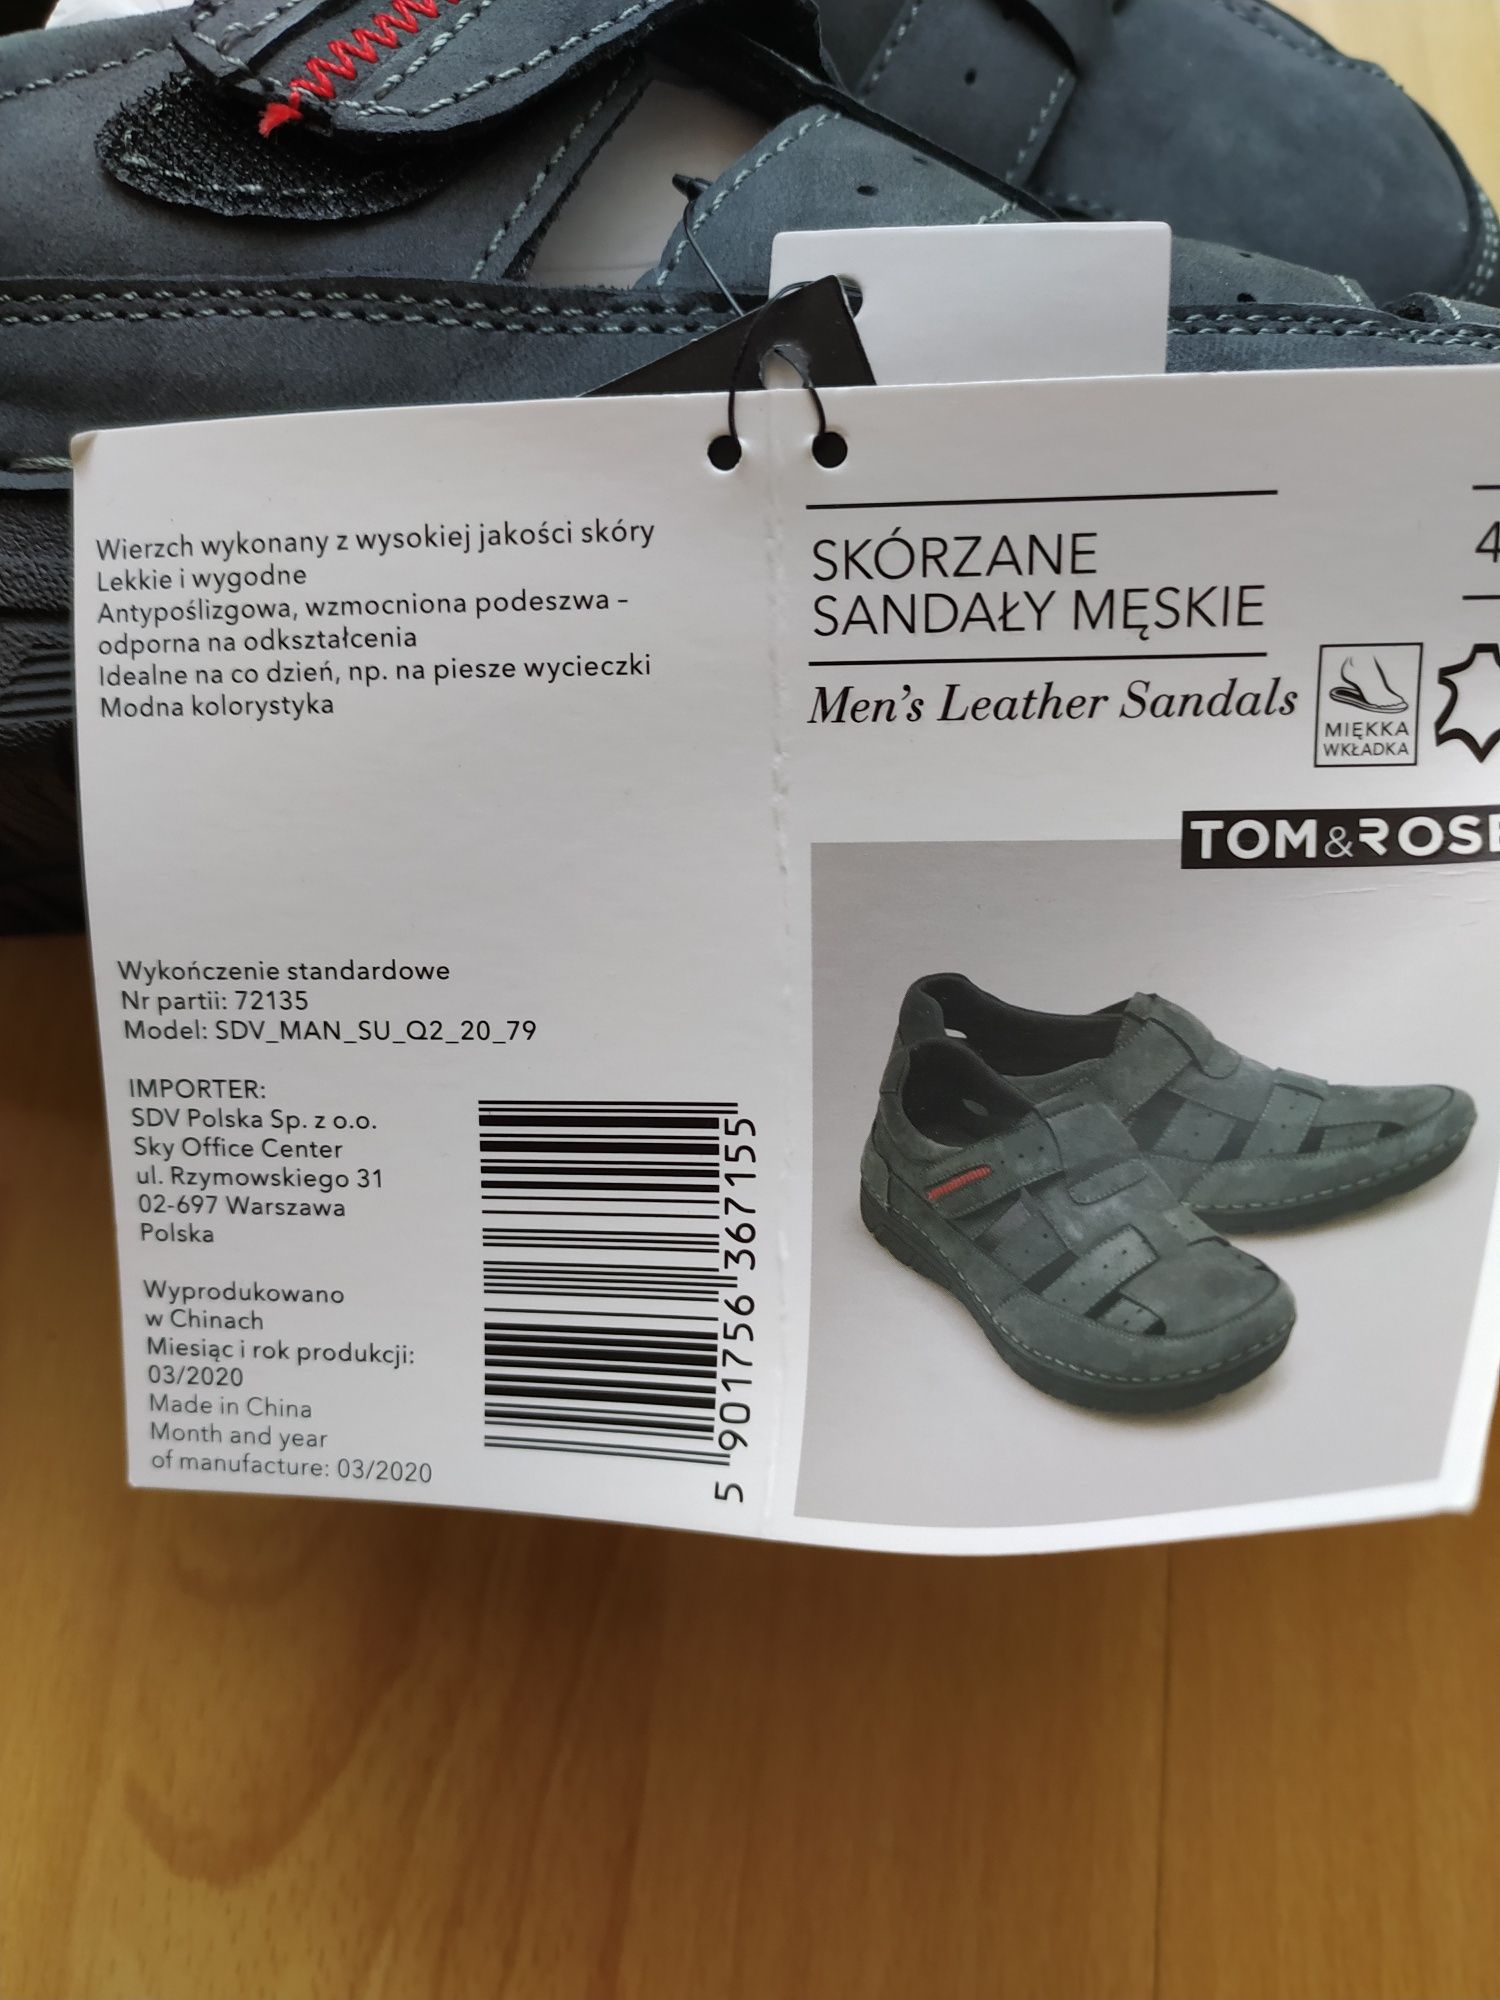 Wierzch wykonany z wysokiej jakości skóry
Lekkie i wygodne
Antypoślizgowa, wzmocniona podeszwa –
odporna na odkształcenia
Idealne na co dzień, np. na piesze wycieczki
Modna kolorystyka
Wykończenie standardowe
Nr partii: 72135
Model: SDV_MAN_SU_Q2_20_79
IMPORTER:
SDV Polska Sp. z o.o.
Sky Office Center
ul. Rzymowskiego 31
02-697 Warszawa
Polska
Wyprodukowano
w Chinach
Miesiąc i rok produkcji:
03/2020
Made in China
Month and year
of manufacture: 03/2020
5 901756 367155
SKÓRZANE
SANDAŁY MĘSKIE
Men's Leather Sandals
4
MIĘKKA
WKŁADKA
TOM&ROSE